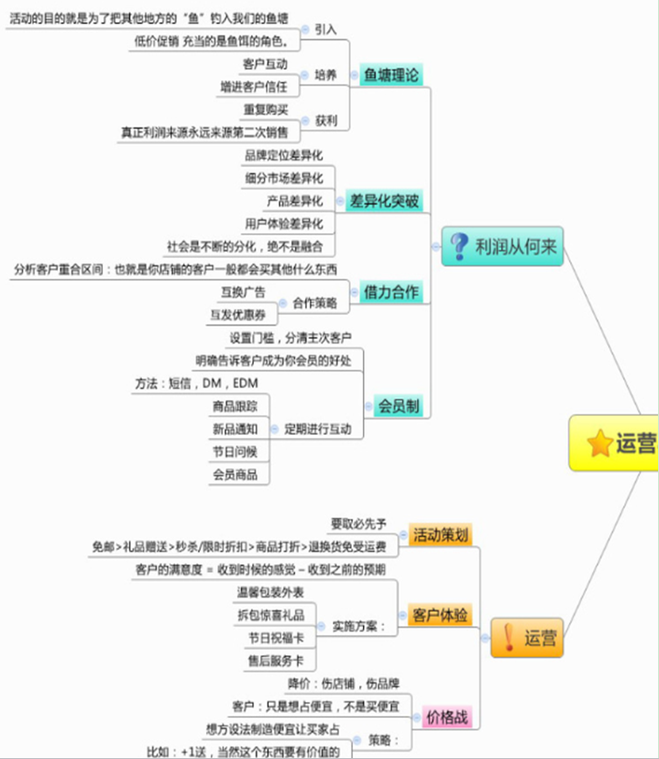 活动的目的就是为了把其他地方的“鱼”钓入我们的鱼塘
引入
低价促销 充当的是鱼饵的角色。
客户互动
培养
鱼塘理论
增进客户信任
重复购买
获利
真正利润来源永远来源第二次销售
品牌定位差异化
细分市场差异化
产品差异化
差异化突破
用户体验差异化
社会是不断的分化，绝不是融合
利润从何来
分析客户重合区间：也就是你店铺的客户一般都会买其他什么东西
互换广告
合作策略
借力合作
互发优惠券
设置门槛，分清主次客户
明确告诉客户成为你会员的好处
方法：短信，DM，EDM
会员制
商品跟踪
新品通知
定期进行互动
节日问候
会员商品
运营
要取必先予
活动策划
免邮>礼品赠送>秒杀/限时折扣>商品打折>退换货免受运费
客户的满意度 = 收到时候的感觉 – 收到之前的预期
温馨包装外表
拆包惊喜礼品
实施方案：
客户体验
节日祝福卡
售后服务卡
运营
降价：伤店铺，伤品牌
客户：只是想占便宜，不是买便宜
价格战
想方设法制造便宜让买家占
策略：
比如：+1送，当然这个东西要有价值的